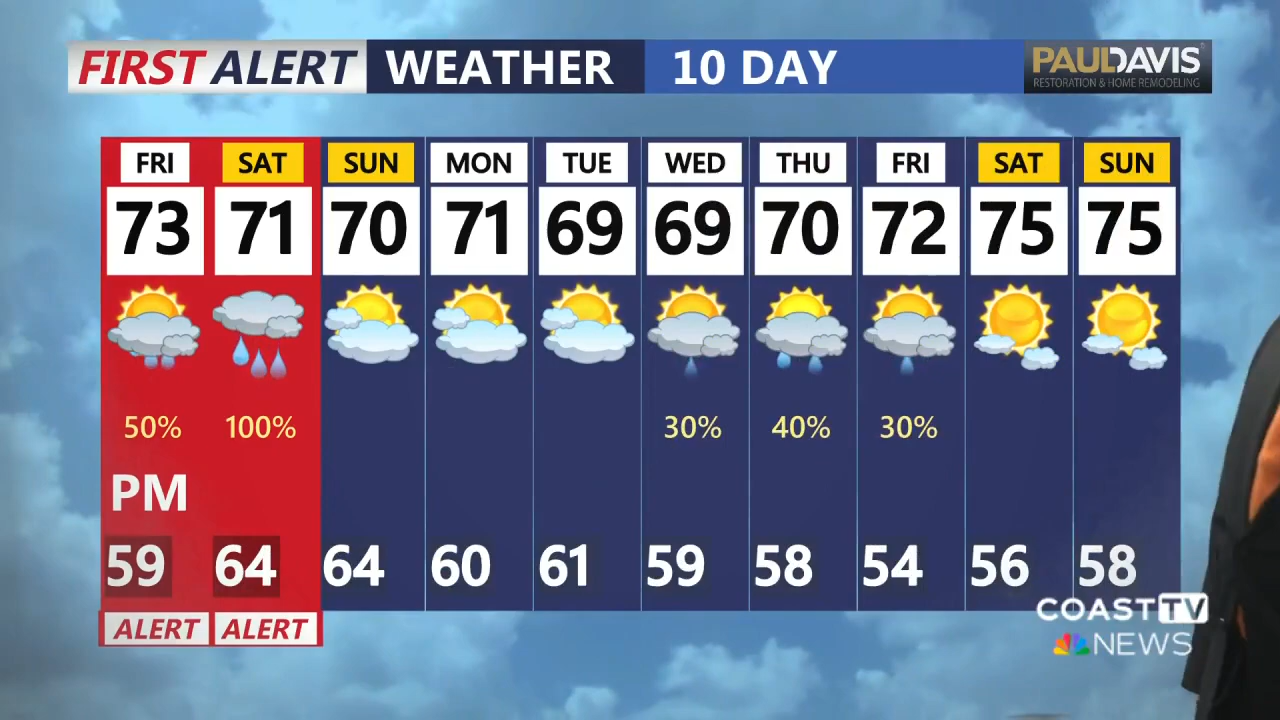 FIRST ALERT WEATHER 10 DAY
PAUL DAVIS
RESTORATION & HOME REMODELING
FRI SAT SUN MON TUE WED THU FRI SAT SUN
73 71 70 71 69 69 70 72 75 75
50% 100% 30% 40% 30%
PM
59 64 64 60 61 59 58 54 56 58
ALERT ALERT
COAST TV
NEWS